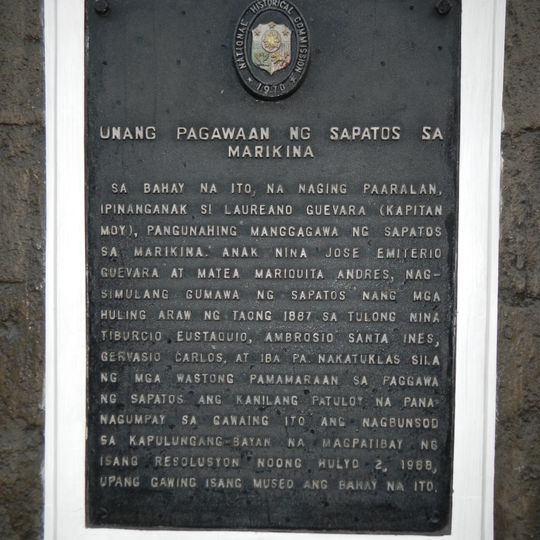 NATIONAL HISTORICAL COMMISSION
1970
UNANG PAGAWAAN NG SAPATOS SA
MARIKINA
SA BAHAY NA ITO, NA NAGING PAARALAN,
IPINANGANAK SI LAUREANO GUEVARA (KAPITAN
MOY), PANGUNAHING MANGGAGAWA NG SAPATOS
SA MARIKINA. ANAK NINA JOSE EMITERIO
GUEVARA AT MATEA MARIQUITA ANDRES, NAG-
SIMULANG GUMAWA NG SAPATOS NANG MGA
HULING ARAW NG TAONG 1887 SA TULONG NINA
TIBURCIO EUSTAQUIO, AMBROSIO SANTA INES,
GERVASIO CARLOS, AT IBA PA. NAKATUKLAS SILA
NG MGA WASTONG PAMAMARAAN SA PAGGAWA
NG SAPATOS ANG KANILANG PATULOY NA PANA-
NAGUMPAY SA GAWAING ITO ANG NAGBUNSOD
SA KAPULUNGANG-BAYAN NA MAGPATIBAY NG
ISANG RESOLUSYON NOONG HULYO 2, 1968,
UPANG GAWING ISANG MUSEO ANG BAHAY NA ITO.